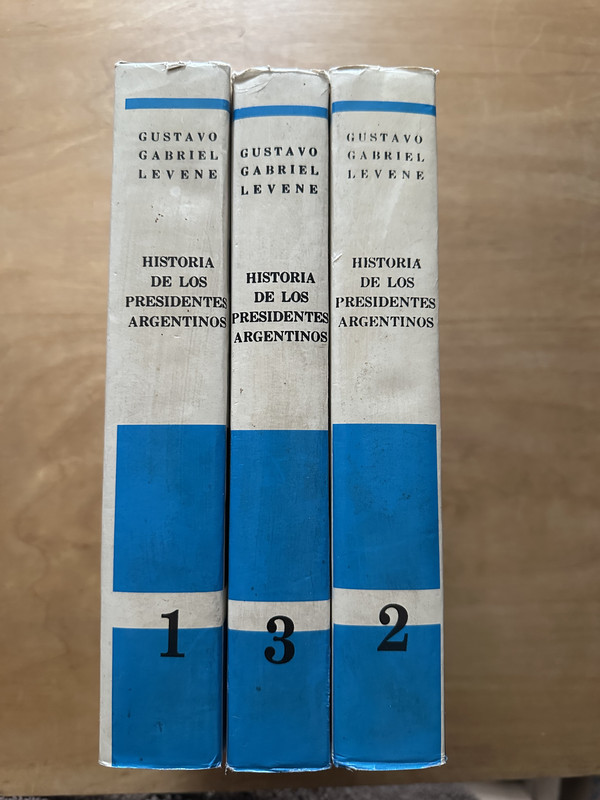 GUSTAVO
GABRIEL
LEVENE
HISTORIA
DE LOS
PRESIDENTES
ARGENTINOS
1
GUSTAVO
GABRIEL
LEVENE
HISTORIA
DE LOS
PRESIDENTES
ARGENTINOS
3
GUSTAVO
GABRIEL
LEVENE
HISTORIA
DE LOS
PRESIDENTES
ARGENTINOS
2